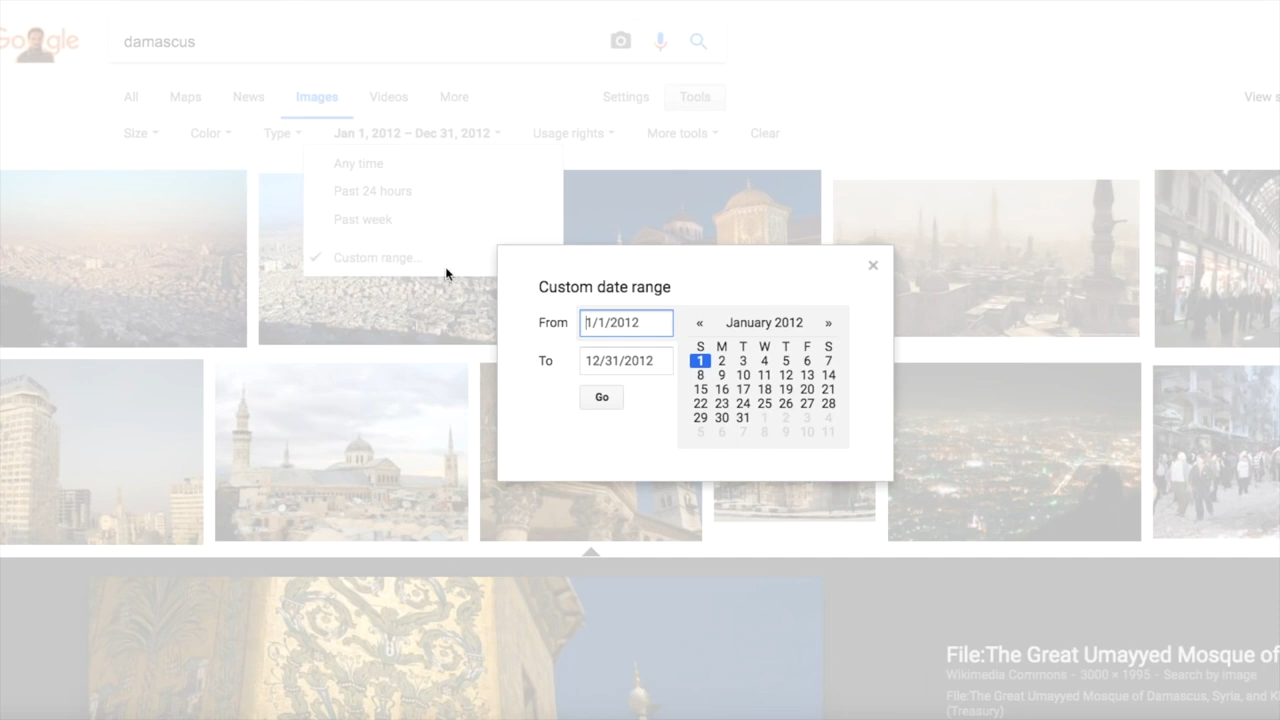 Google
damascus
All Maps News Images Videos More Settings Tools View
Size Color Type Jan 1, 2012 – Dec 31, 2012 Usage rights More tools Clear
Any time
Past 24 hours
Past week
Custom range...
Custom date range
From 1/1/2012
To 12/31/2012
Go
« January 2012 »
S M T W T F S
1 2 3 4 5 6 7
8 9 10 11 12 13 14
15 16 17 18 19 20 21
22 23 24 25 26 27 28
29 30 31 1 2 3 4
5 6 7 8 9 10 11
File:The Great Umayyed Mosque of
Wikimedia Commons - 3000 × 1995 - Search by image
File:The Great Umayyed Mosque of Damascus, Syria, and
(Treasury)